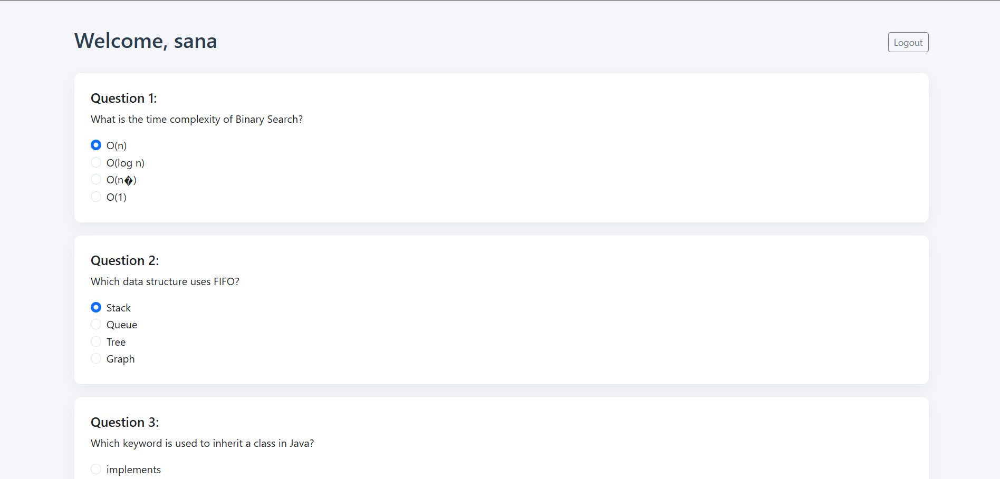 Welcome, sana
Logout
Question 1:
What is the time complexity of Binary Search?
O(n)
O(log n)
O(n�)
O(1)
Question 2:
Which data structure uses FIFO?
Stack
Queue
Tree
Graph
Question 3:
Which keyword is used to inherit a class in Java?
implements